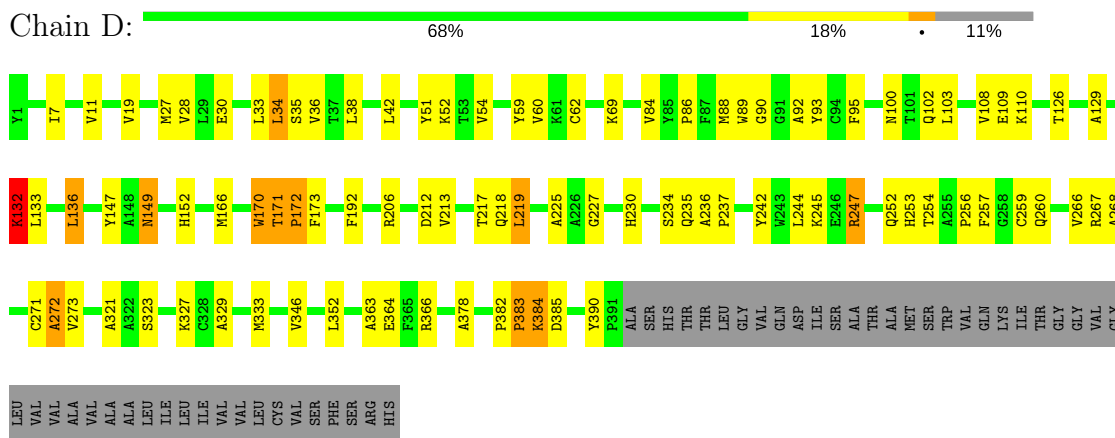 Chain D:
68% 18% • 11%
Y1 I7 V11 V19 M27 V28 L29 E30 L33 L34 S35 V36 T37 L38 L42 Y51 K52 T53 V54 Y59 V60 K61 C62 K69 V84 Y85 P86 F87 M88 W89 G90 G91 A92 Y93 C94 F95 N100 T101 Q102 L103 V108 E109 K110 T126 A129
K132 L133 L136 Y147 A148 N149 H152 M166 W170 T171 P172 F173 F192 R206 D212 V213 T217 Q218 L219 A225 A226 G227 H230 S234 Q235 A236 P237 Y242 W243 L244 K245 E246 R247 Q252 H253 T254 A255 P256 F257 G258 C259 Q260 V266 R267 A268
C271 A272 V273 A321 A322 S323 K327 C328 A329 M333 V346 L352 A363 E364 F365 R366 A378 P382 P383 K384 D385 Y390 P391 ALA SER HIS THR THR LEU GLY VAL GLN ASP ILE SER ALA THR ALA MET SER TRP VAL GLN LYS ILE THR GLY GLY VAL GLY
LEU VAL VAL ALA VAL ALA ALA LEU ILE LEU ILE VAL VAL LEU CYS VAL SER PHE SER ARG HIS